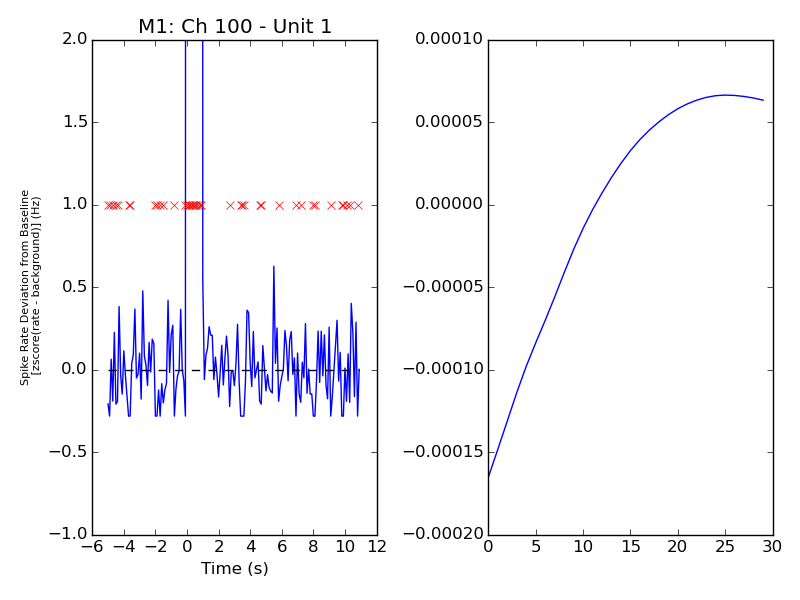 M1: Ch 100 - Unit 1
Spike Rate Deviation from Baseline
[zscore(rate - background)] (Hz)
2.0
1.5
1.0
0.5
0.0
−0.5
−1.0
−6 −4 −2 0 2 4 6 8 10 12
Time (s)
0.00010
0.00005
0.00000
−0.00005
−0.00010
−0.00015
−0.00020
0 5 10 15 20 25 30